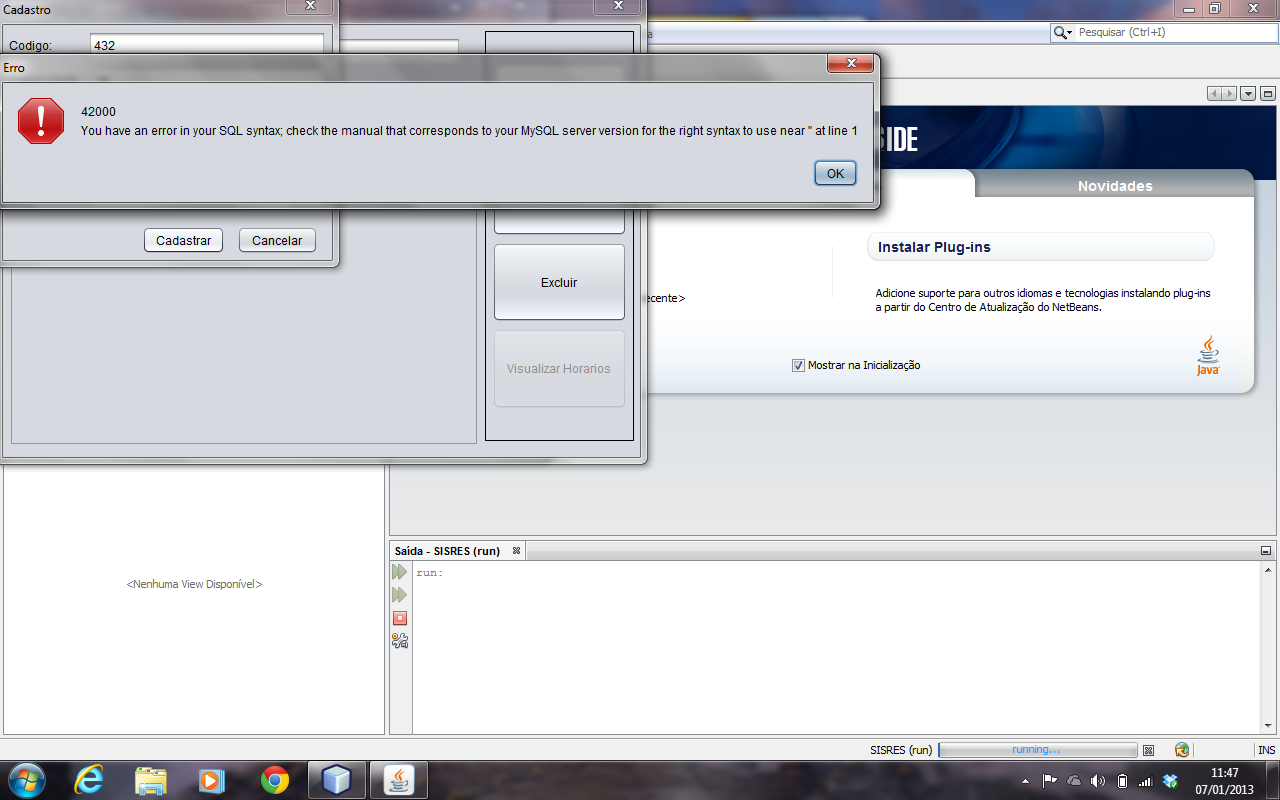 Cadastro
Codigo:
432
Pesquisar (Ctrl+I)
Erro
42000
You have an error in your SQL syntax; check the manual that corresponds to your MySQL server version for the right syntax to use near '' at line 1
OK
SIDE
Novidades
Cadastrar
Cancelar
Instalar Plug-ins
Excluir
ecente>
Adicione suporte para outros idiomas e tecnologias instalando plug-ins
a partir do Centro de Atualização do NetBeans.
Visualizar Horarios
Mostrar na Inicialização
Java
Saída - SISRES (run)
run:
<Nenhuma View Disponível>
SISRES (run)
running...
INS
11:47
07/01/2013